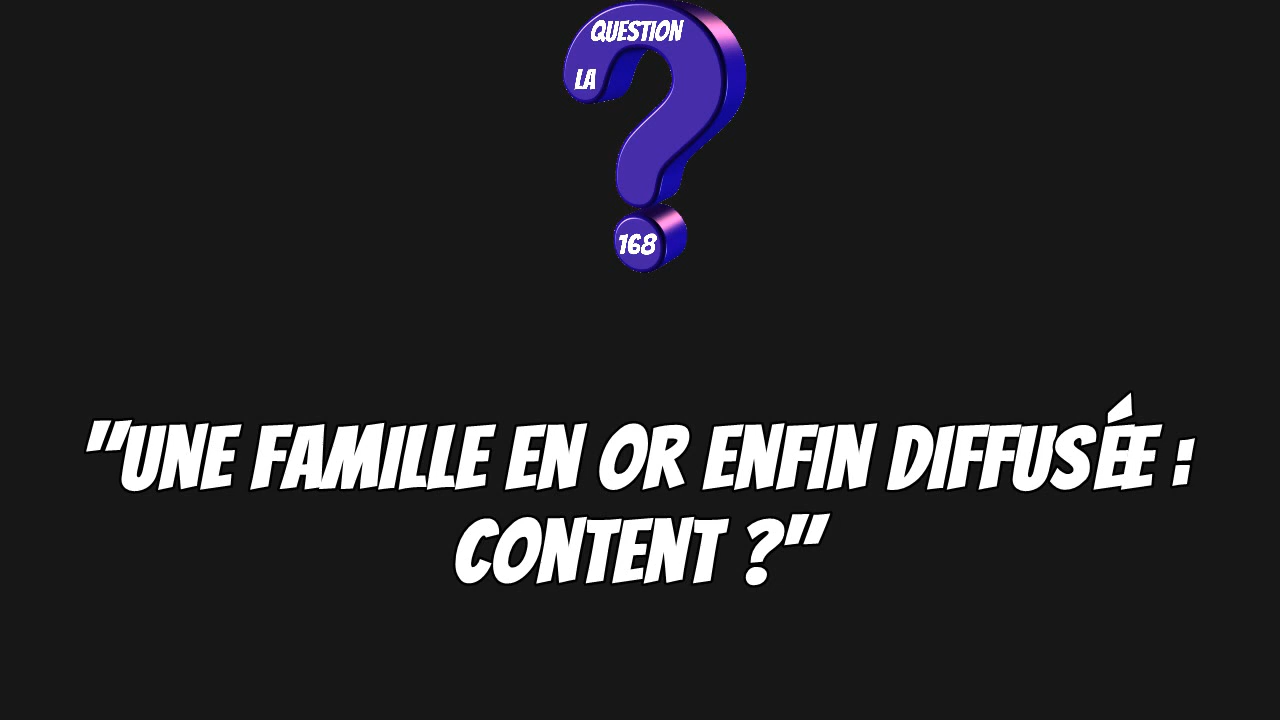 QUESTION
LA
168
"UNE FAMILLE EN OR ENFIN DIFFUSÉE :
CONTENT ?"